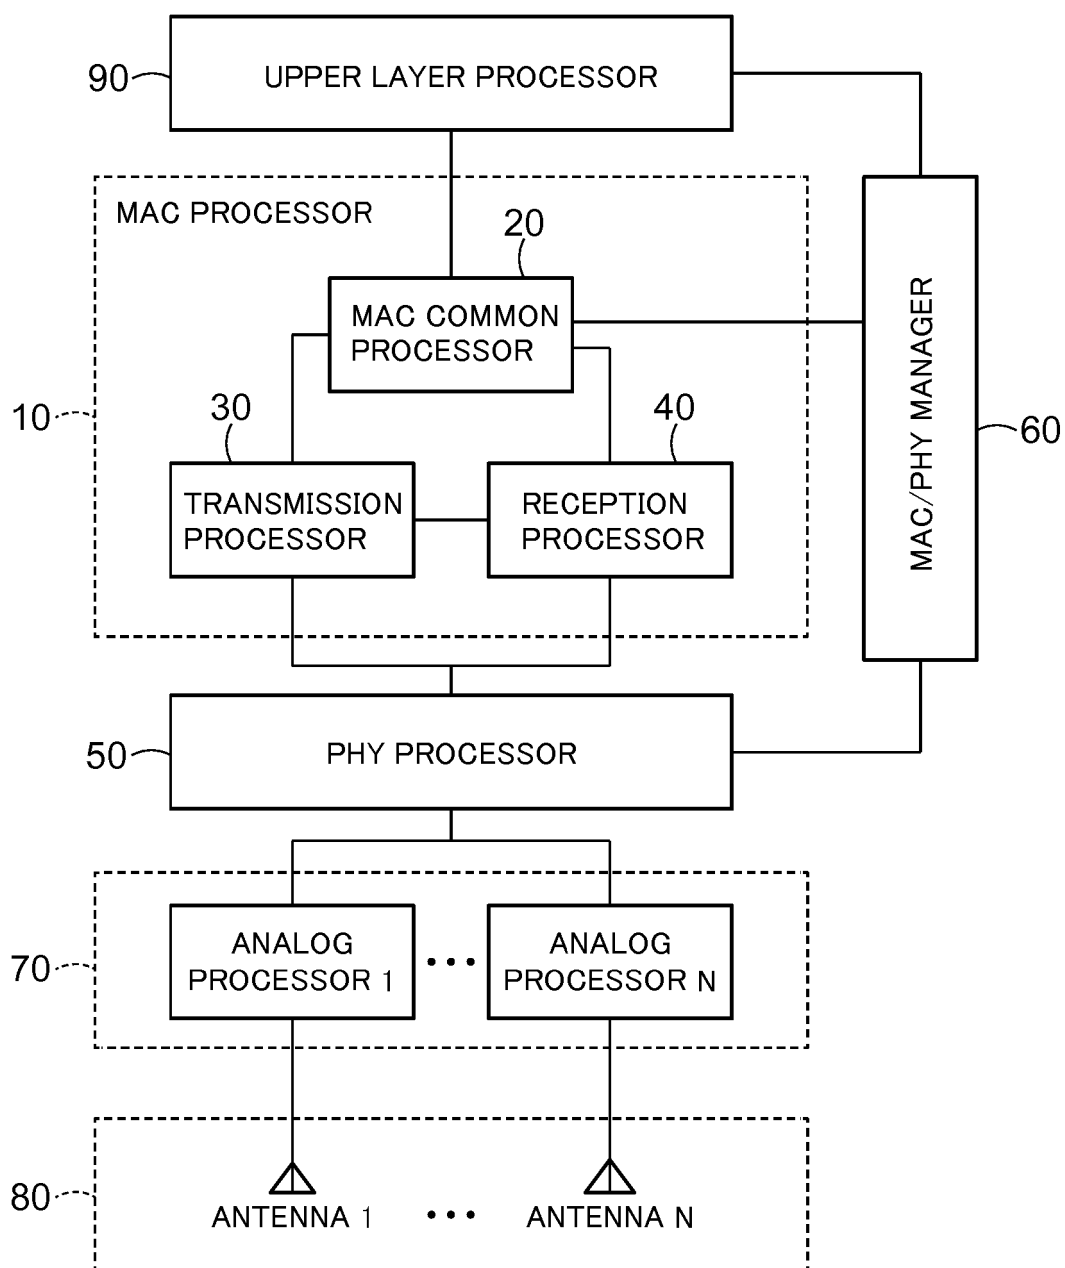 90
UPPER LAYER PROCESSOR
MAC PROCESSOR
20
MAC COMMON
PROCESSOR
10
30
40
TRANSMISSION
PROCESSOR
RECEPTION
PROCESSOR
MAC/PHY MANAGER
60
50
PHY PROCESSOR
70
ANALOG
PROCESSOR 1
•••
ANALOG
PROCESSOR N
80
ANTENNA 1
•••
ANTENNA N